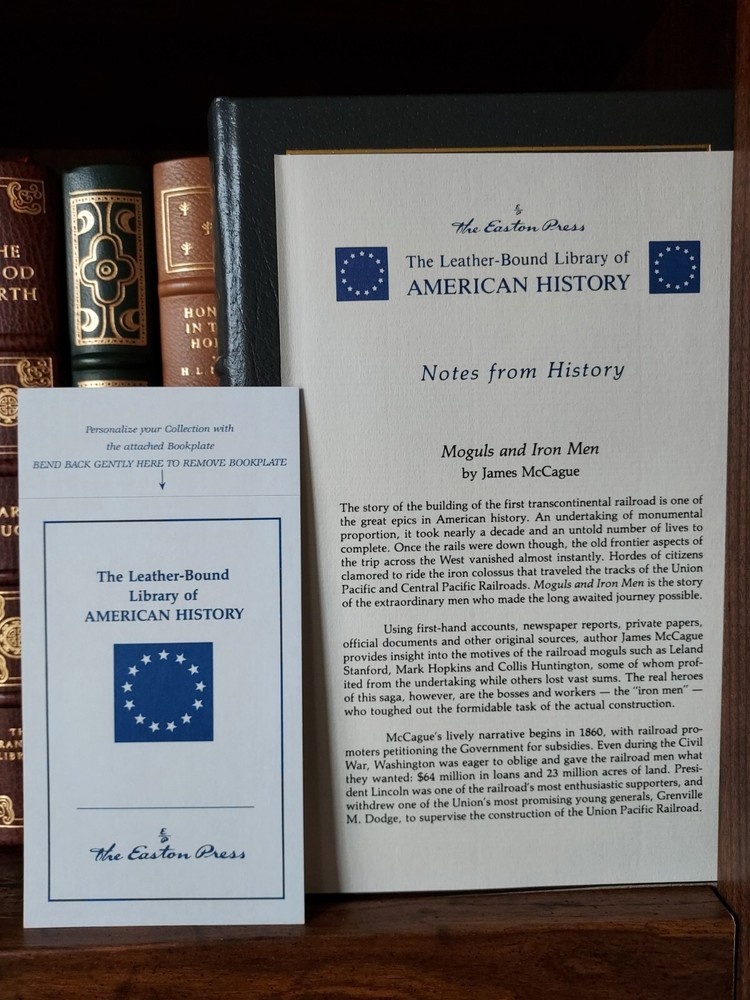 HON
IN T
HO
Personalize your Collection with
the attached Bookplate
BEND BACK GENTLY HERE TO REMOVE BOOKPLATE
The Leather-Bound
Library of
AMERICAN HISTORY
The Easton Press
The Easton Press
The Leather-Bound Library of
AMERICAN HISTORY
Notes from History
Moguls and Iron Men
by James McCague
The story of the building of the first transcontinental railroad is one of
the great epics in American history. An undertaking of monumental
proportion, it took nearly a decade and an untold number of lives to
complete. Once the rails were down though, the old frontier aspects of
the trip across the West vanished almost instantly. Hordes of citizens
clamored to ride the iron colossus that traveled the tracks of the Union
Pacific and Central Pacific Railroads. Moguls and Iron Men is the story
of the extraordinary men who made the long awaited journey possible.
Using first-hand accounts, newspaper reports, private papers,
official documents and other original sources, author James McCague
provides insight into the motives of the railroad moguls such as Leland
Stanford, Mark Hopkins and Collis Huntington, some of whom prof-
ited from the undertaking while others lost vast sums. The real heroes
of this saga, however, are the bosses and workers — the "iron men" —
who toughed out the formidable task of the actual construction.
McCague's lively narrative begins in 1860, with railroad pro-
moters petitioning the Government for subsidies. Even during the Civil
War, Washington was eager to oblige and gave the railroad men what
they wanted: $64 million in loans and 23 million acres of land. Presi-
dent Lincoln was one of the railroad's most enthusiastic supporters, and
withdrew one of the Union's most promising young generals, Grenville
M. Dodge, to supervise the construction of the Union Pacific Railroad.